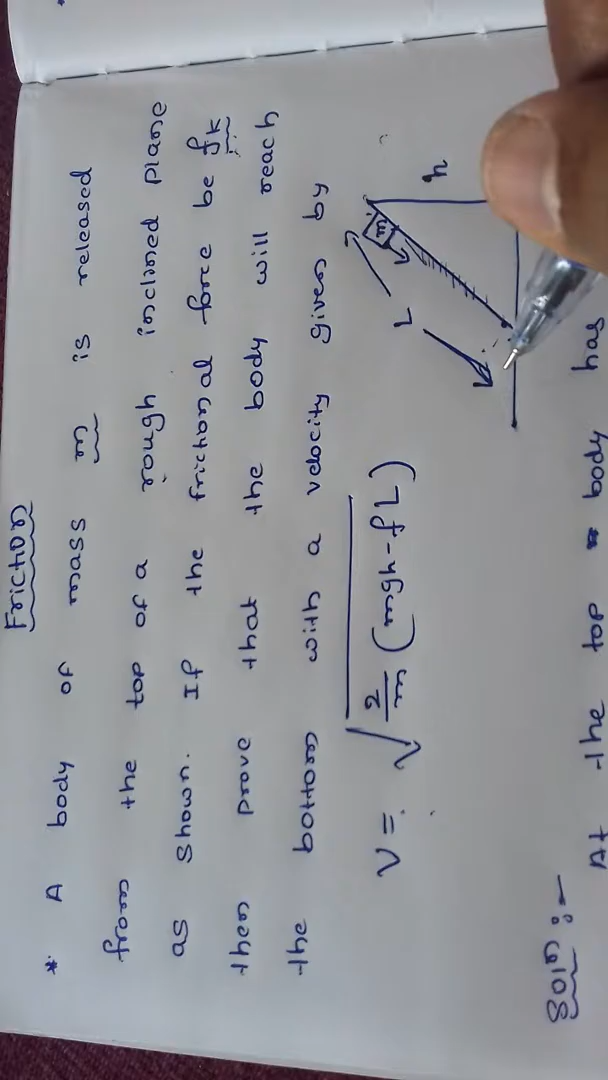 Friction
* A body of mass m is released
from the top of a rough inclined plane
as shown. If the frictional force be fk
then prove that the body will reach
the bottom with a velocity given by
V = √2/m (mgh-fL)
m
h
L
Soln :-
At the top body has